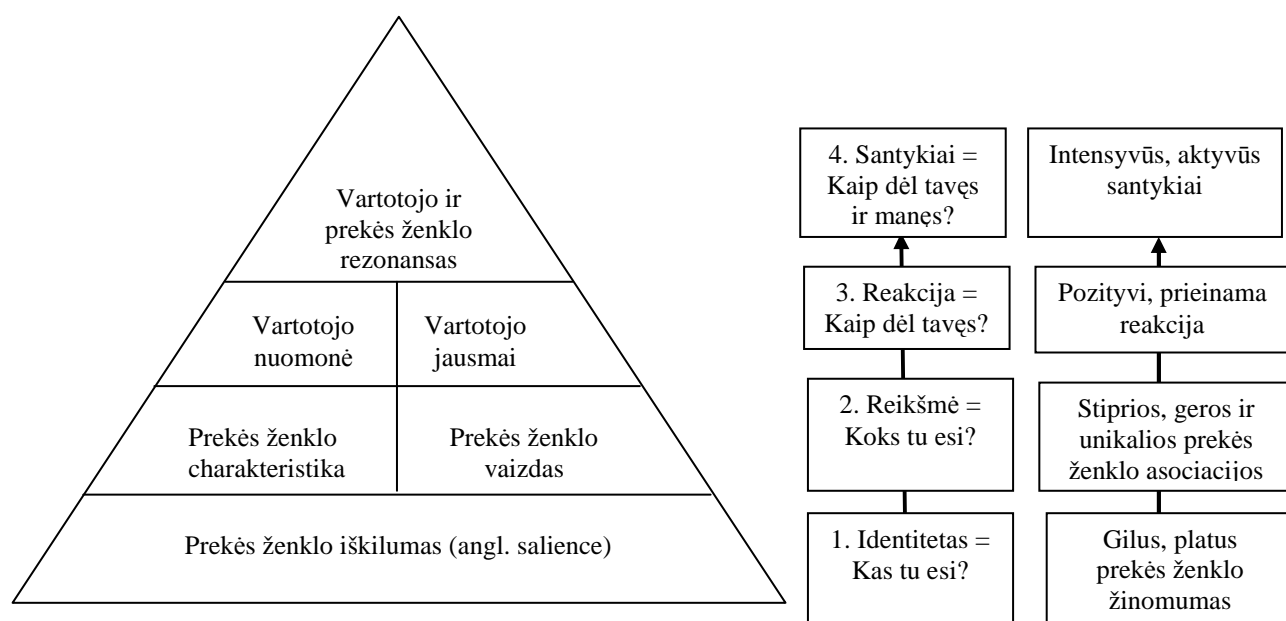 Vartotojo ir
prekės ženklo
rezonansas
Vartotojo
nuomonė
Vartotojo
jausmai
Prekės ženklo
charakteristika
Prekės ženklo
vaizdas
Prekės ženklo iškilumas (angl. salience)
4. Santykiai =
Kaip dėl tavęs
ir manęs?
3. Reakcija =
Kaip dėl tavęs?
2. Reikšmė =
Koks tu esi?
1. Identitetas =
Kas tu esi?
Intensyvūs, aktyvūs
santykiai
Pozityvi, prieinama
reakcija
Stiprios, geros ir
unikalios prekės
ženklo asociacijos
Gilus, platus
prekės ženklo
žinomumas